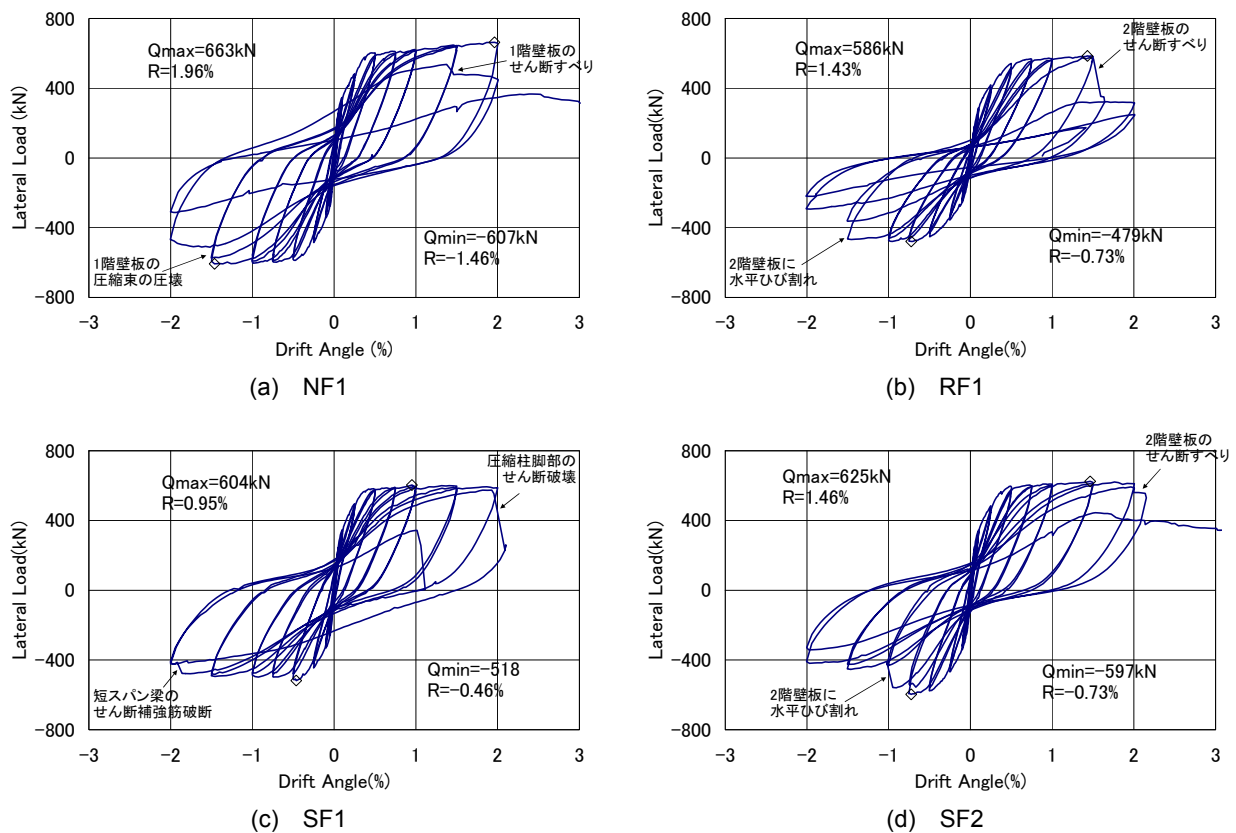 800
400
0
−400
−800
Lateral Load (kN)
Qmax=663kN
R=1.96%
1階壁板の
せん断すべり
Qmin=−607kN
R=−1.46%
1階壁板の
圧縮束の圧壊
−3 −2 −1 0 1 2 3
Drift Angle (%)
(a) NF1
800
400
0
−400
−800
Lateral Load(kN)
Qmax=586kN
R=1.43%
2階壁板の
せん断すべり
Qmin=−479kN
R=−0.73%
2階壁板に
水平ひび割れ
−3 −2 −1 0 1 2 3
Drift Angle(%)
(b) RF1
800
400
0
−400
−800
Lateral Load(kN)
Qmax=604kN
R=0.95%
圧縮柱脚部の
せん断破壊
Qmin=−518
R=−0.46%
短スパン梁の
せん断補強筋破断
−3 −2 −1 0 1 2 3
Drift Angle(%)
(c) SF1
800
400
0
−400
−800
Lateral Load(kN)
Qmax=625kN
R=1.46%
2階壁板の
せん断すべり
Qmin=−597kN
R=−0.73%
2階壁板に
水平ひび割れ
−3 −2 −1 0 1 2 3
Drift Angle(%)
(d) SF2